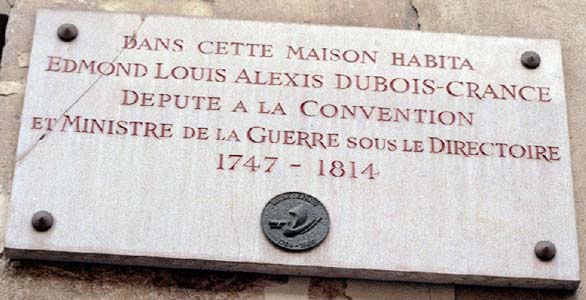 DANS CETTE MAISON HABITA
EDMOND LOUIS ALEXIS DUBOIS-CRANCE
DEPUTE A LA CONVENTION
ET MINISTRE DE LA GUERRE SOUS LE DIRECTOIRE
1747 - 1814